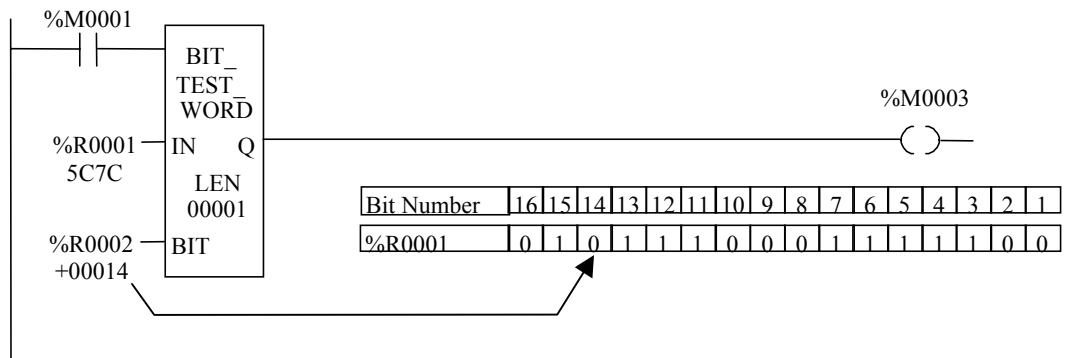 %M0001
BIT_
TEST_
WORD
%M0003
%R0001 IN Q
5C7C
LEN
00001
Bit Number 16 15 14 13 12 11 10 9 8 7 6 5 4 3 2 1
%R0001 0 1 0 1 1 1 0 0 0 1 1 1 1 1 0 0
%R0002 BIT
+00014